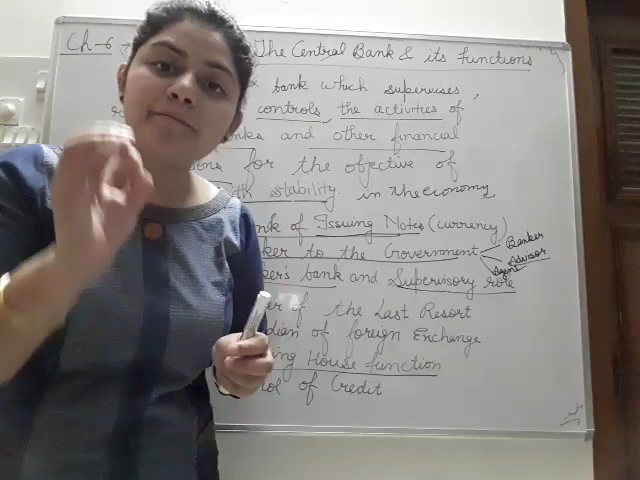 Ch-6 The Central Bank & its functions
bank which supervises,
controls, the activities of
and other financial
for the objective of
stability in the economy
of Issuing Notes (currency)
to the Government Banker
Agent Advisor
bank and Supervisory role
of the Last Resort
of foreign Exchange
House function
of Credit